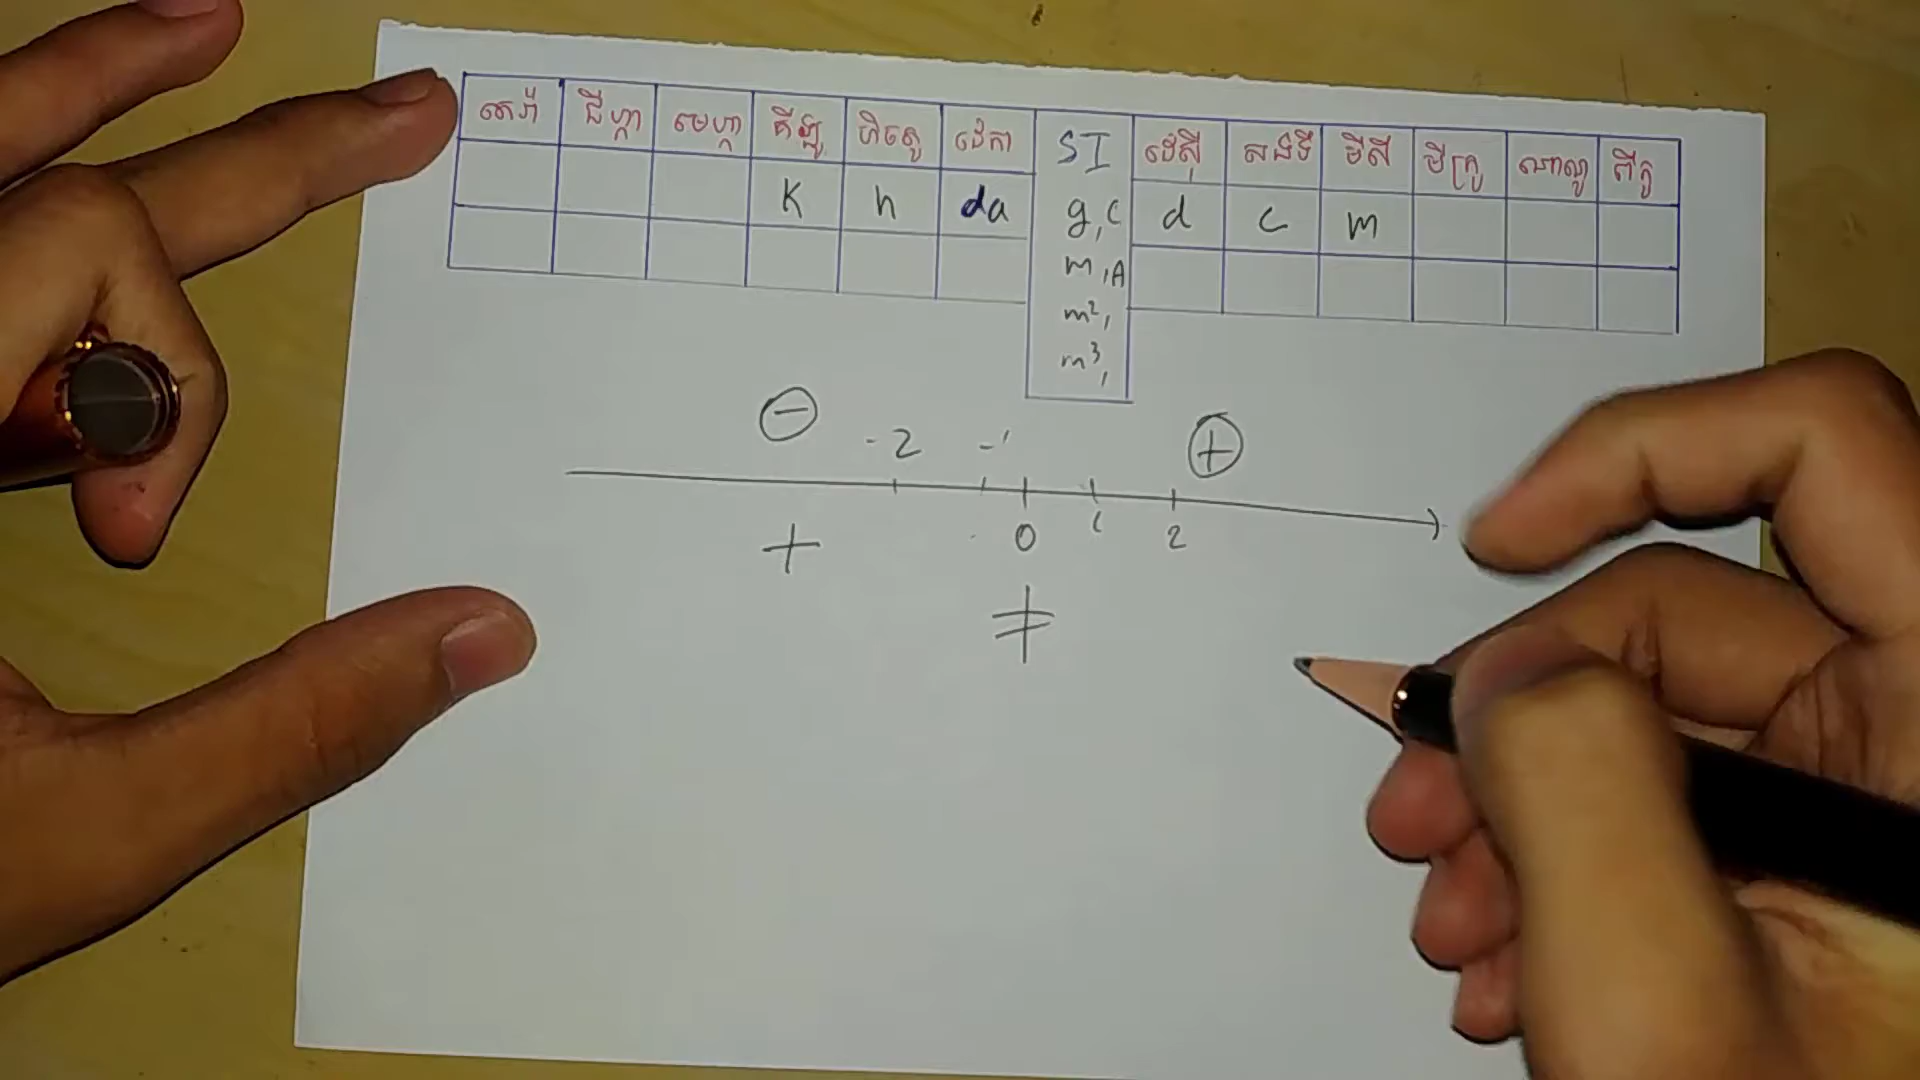 តេរ៉ា ជីហ្កា មេហ្កា គីឡូ ហិចតូ ដេកា SI ដេស៊ី សង់ទី មីលី មីក្រូ ណាណូ ពីកូ
K h da g,C d c m
m,A
m²,
m³,
⊖ -2 -1 ⊕
+ 0 1 2
≠